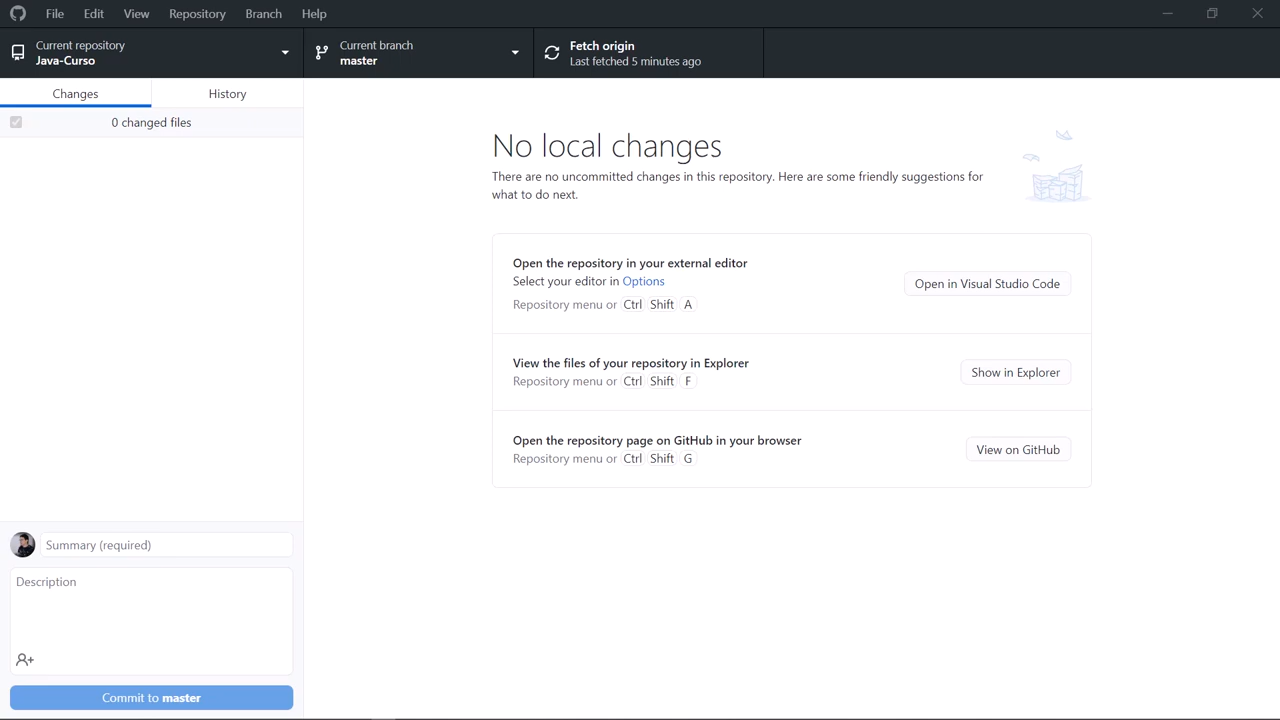 File Edit View Repository Branch Help
Current repository
Java-Curso
Current branch
master
Fetch origin
Last fetched 5 minutes ago
Changes
History
0 changed files
No local changes
There are no uncommitted changes in this repository. Here are some friendly suggestions for
what to do next.
Open the repository in your external editor
Select your editor in Options
Repository menu or Ctrl Shift A
Open in Visual Studio Code
View the files of your repository in Explorer
Repository menu or Ctrl Shift F
Show in Explorer
Open the repository page on GitHub in your browser
Repository menu or Ctrl Shift G
View on GitHub
Summary (required)
Description
Commit to master